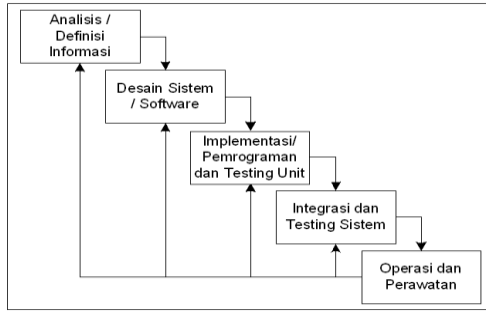 Analisis /
Definisi
Informasi
Desain Sistem
/ Software
Implementasi/
Pemrograman
dan Testing Unit
Integrasi dan
Testing Sistem
Operasi dan
Perawatan